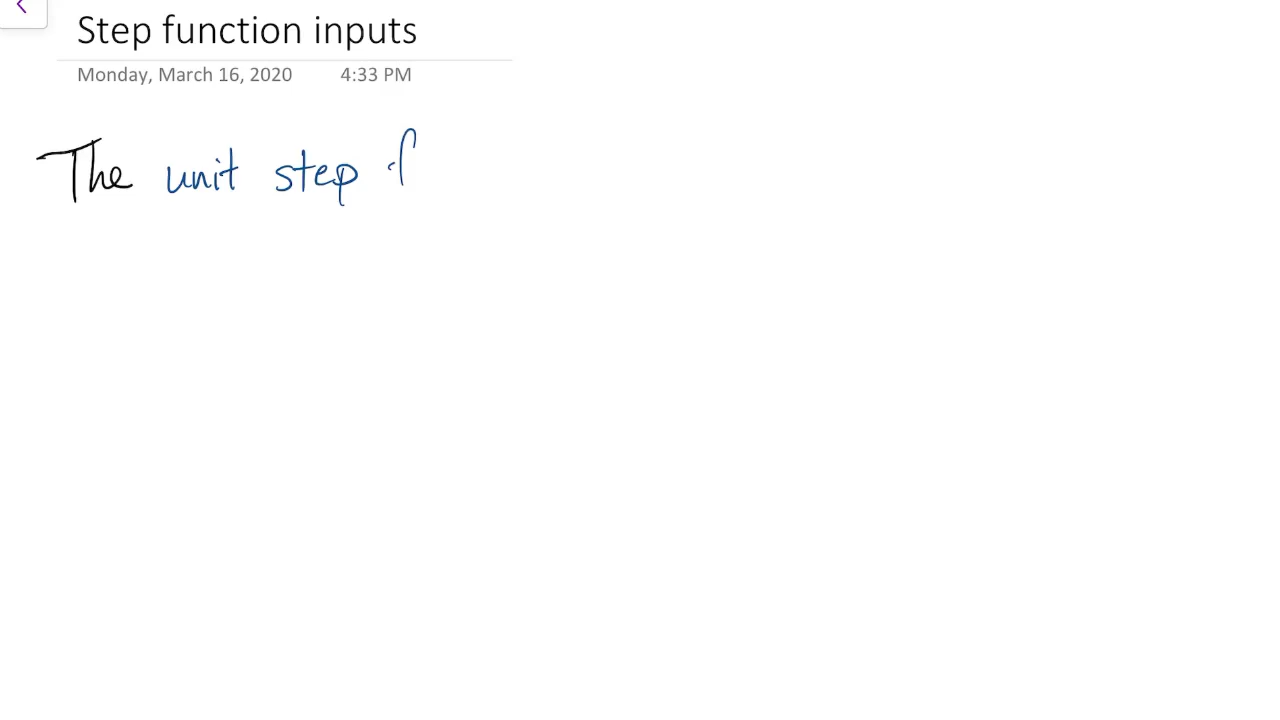 Step function inputs
Monday, March 16, 2020 4:33 PM
The unit step f